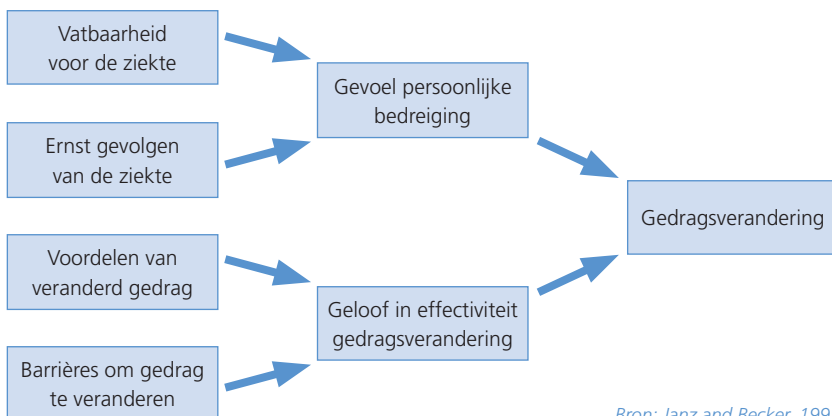 Vatbaarheid
voor de ziekte
Ernst gevolgen
van de ziekte
Voordelen van
veranderd gedrag
Barrières om gedrag
te veranderen
Gevoel persoonlijke
bedreiging
Geloof in effectiviteit
gedragsverandering
Gedragsverandering
Bron: Janz and Becker, 199